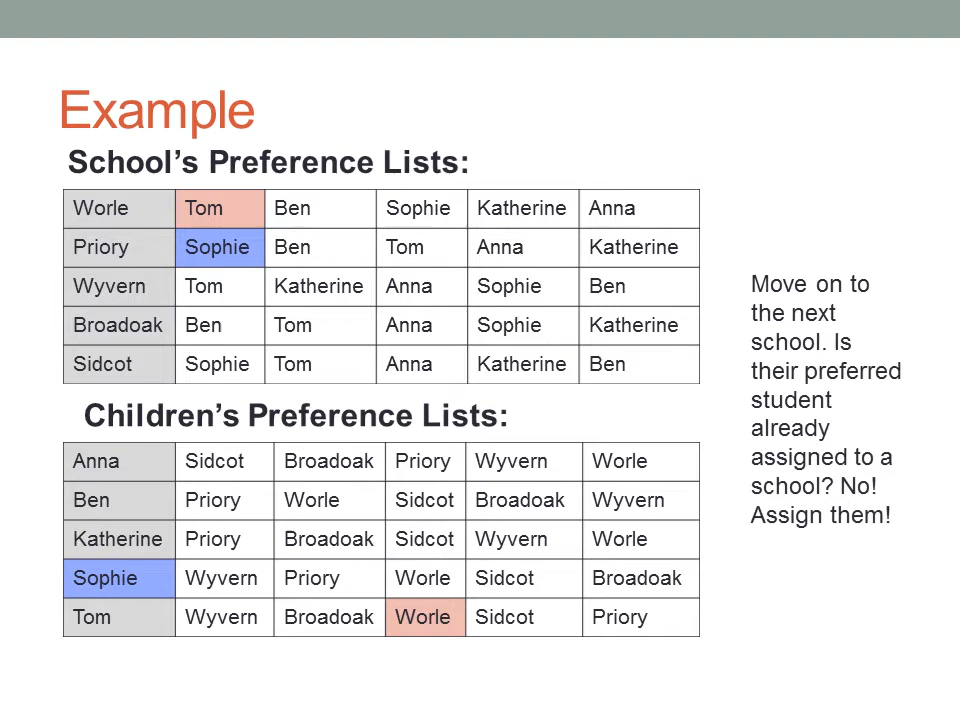 Example
School's Preference Lists:
Worle Tom Ben Sophie Katherine Anna
Priory Sophie Ben Tom Anna Katherine
Wyvern Tom Katherine Anna Sophie Ben
Broadoak Ben Tom Anna Sophie Katherine
Sidcot Sophie Tom Anna Katherine Ben
Children's Preference Lists:
Anna Sidcot Broadoak Priory Wyvern Worle
Ben Priory Worle Sidcot Broadoak Wyvern
Katherine Priory Broadoak Sidcot Wyvern Worle
Sophie Wyvern Priory Worle Sidcot Broadoak
Tom Wyvern Broadoak Worle Sidcot Priory
Move on to
the next
school. Is
their preferred
student
already
assigned to a
school? No!
Assign them!